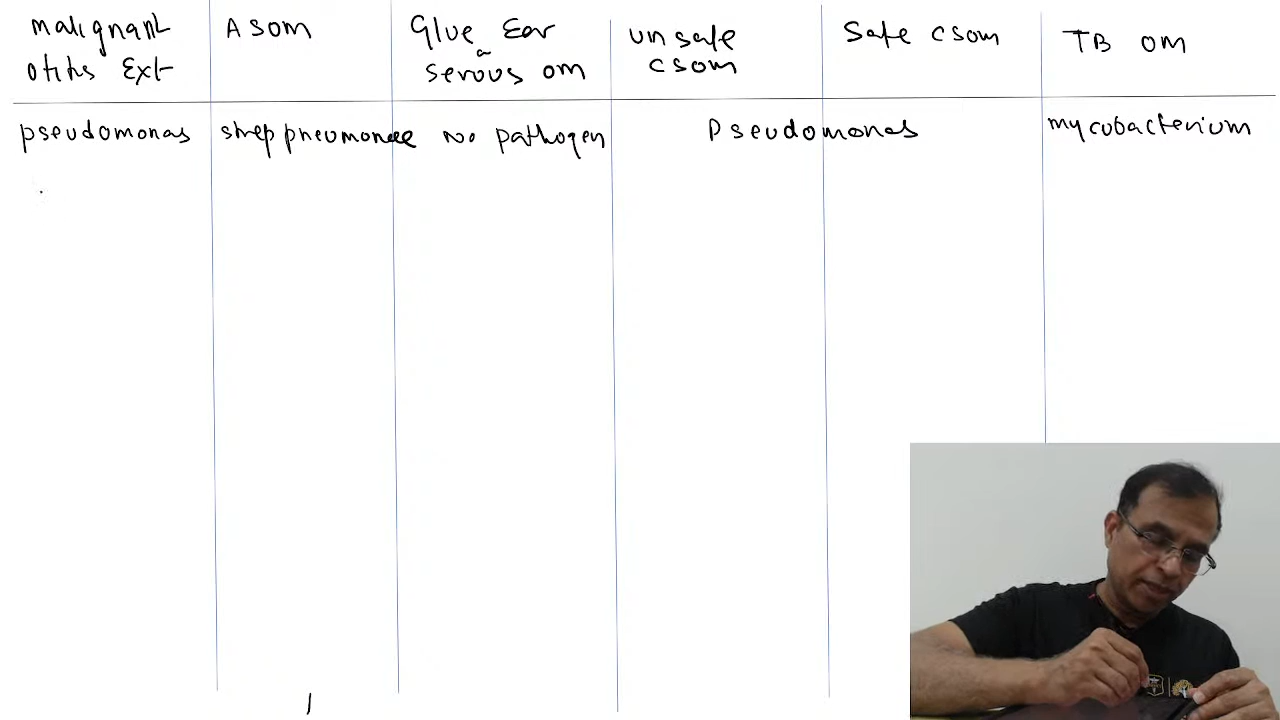 malignant
otitis Ext
ASOM
Glue Ear
serous om
unsafe
csom
Safe csom
TB om
pseudomonas
strep pneumonae
No pathogen
Pseudomonas
mycobacterium